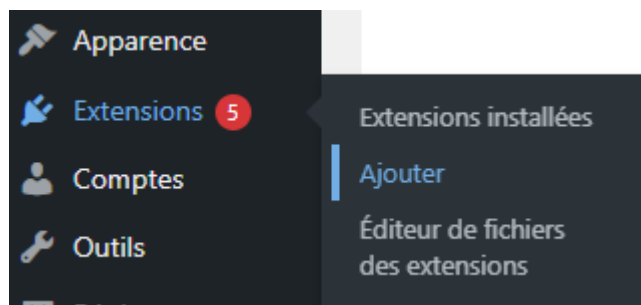 Apparence
Extensions 5
Comptes
Outils
Extensions installées
Ajouter
Éditeur de fichiers
des extensions